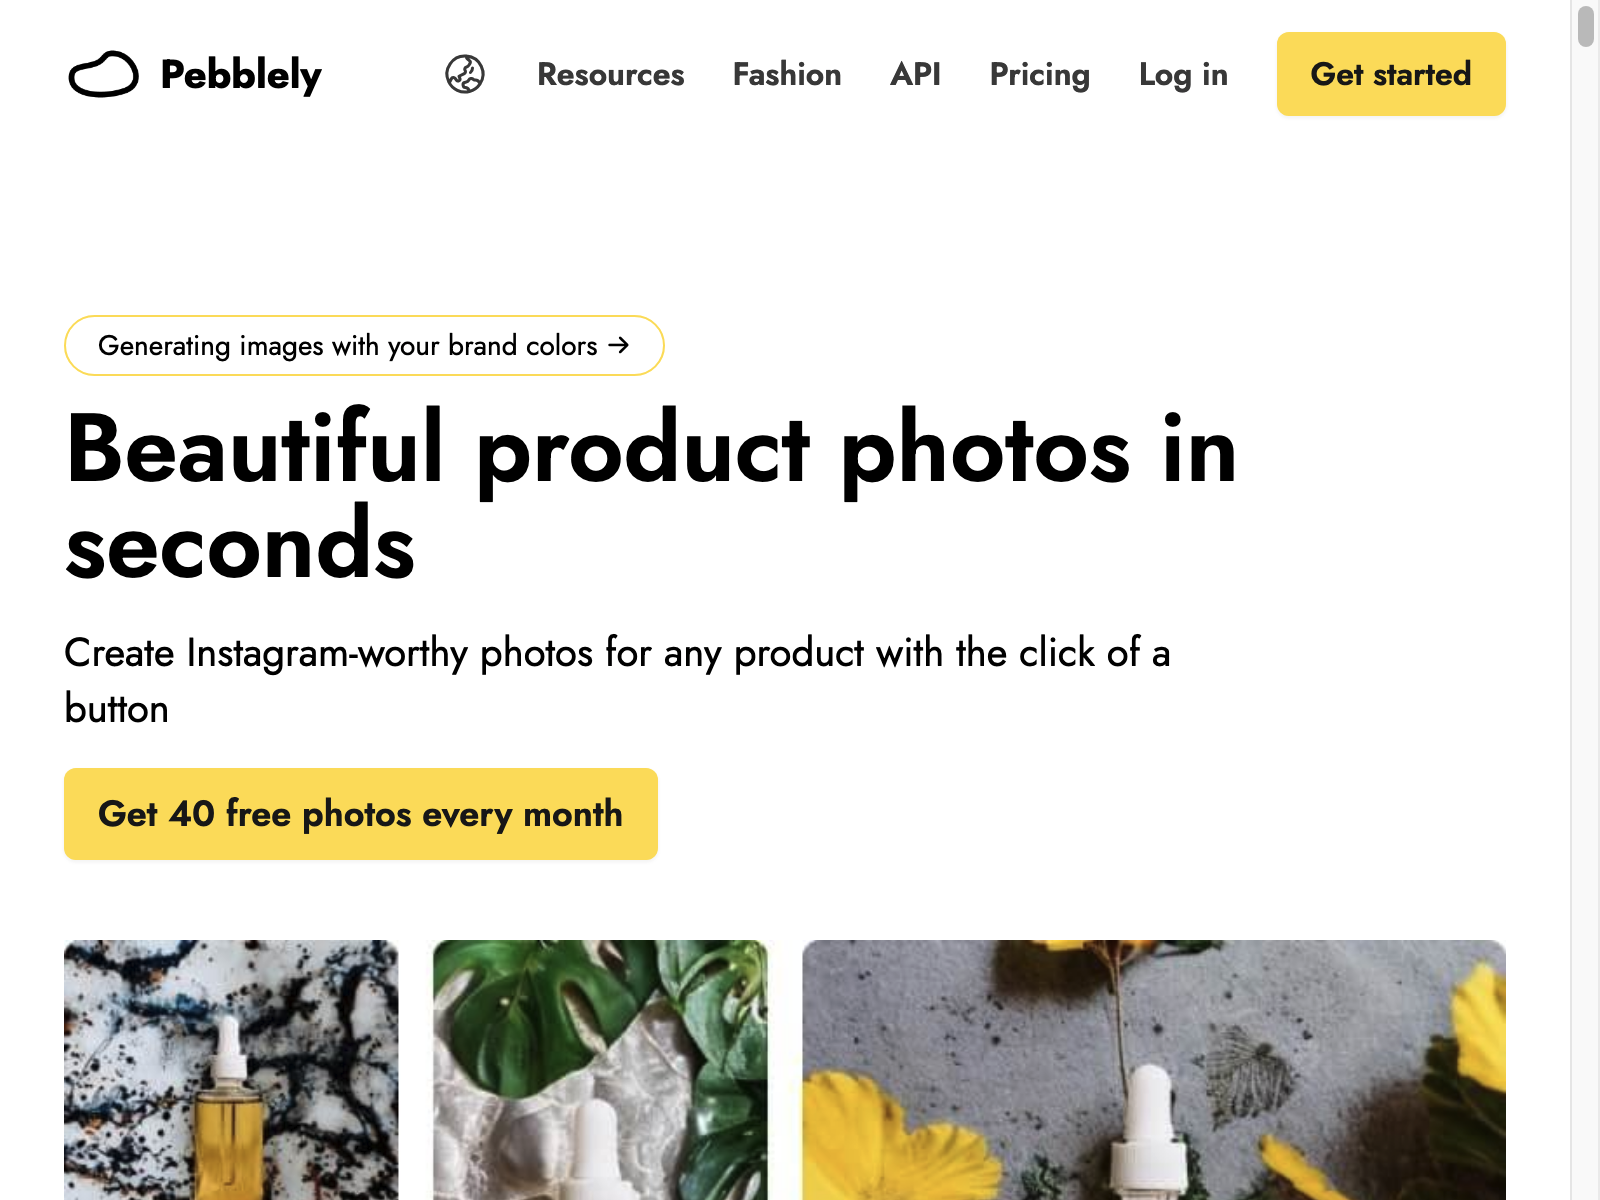 Pebblely
Resources
Fashion
API
Pricing
Log in
Get started
Generating images with your brand colors →
Beautiful product photos in
seconds
Create Instagram-worthy photos for any product with the click of a
button
Get 40 free photos every month